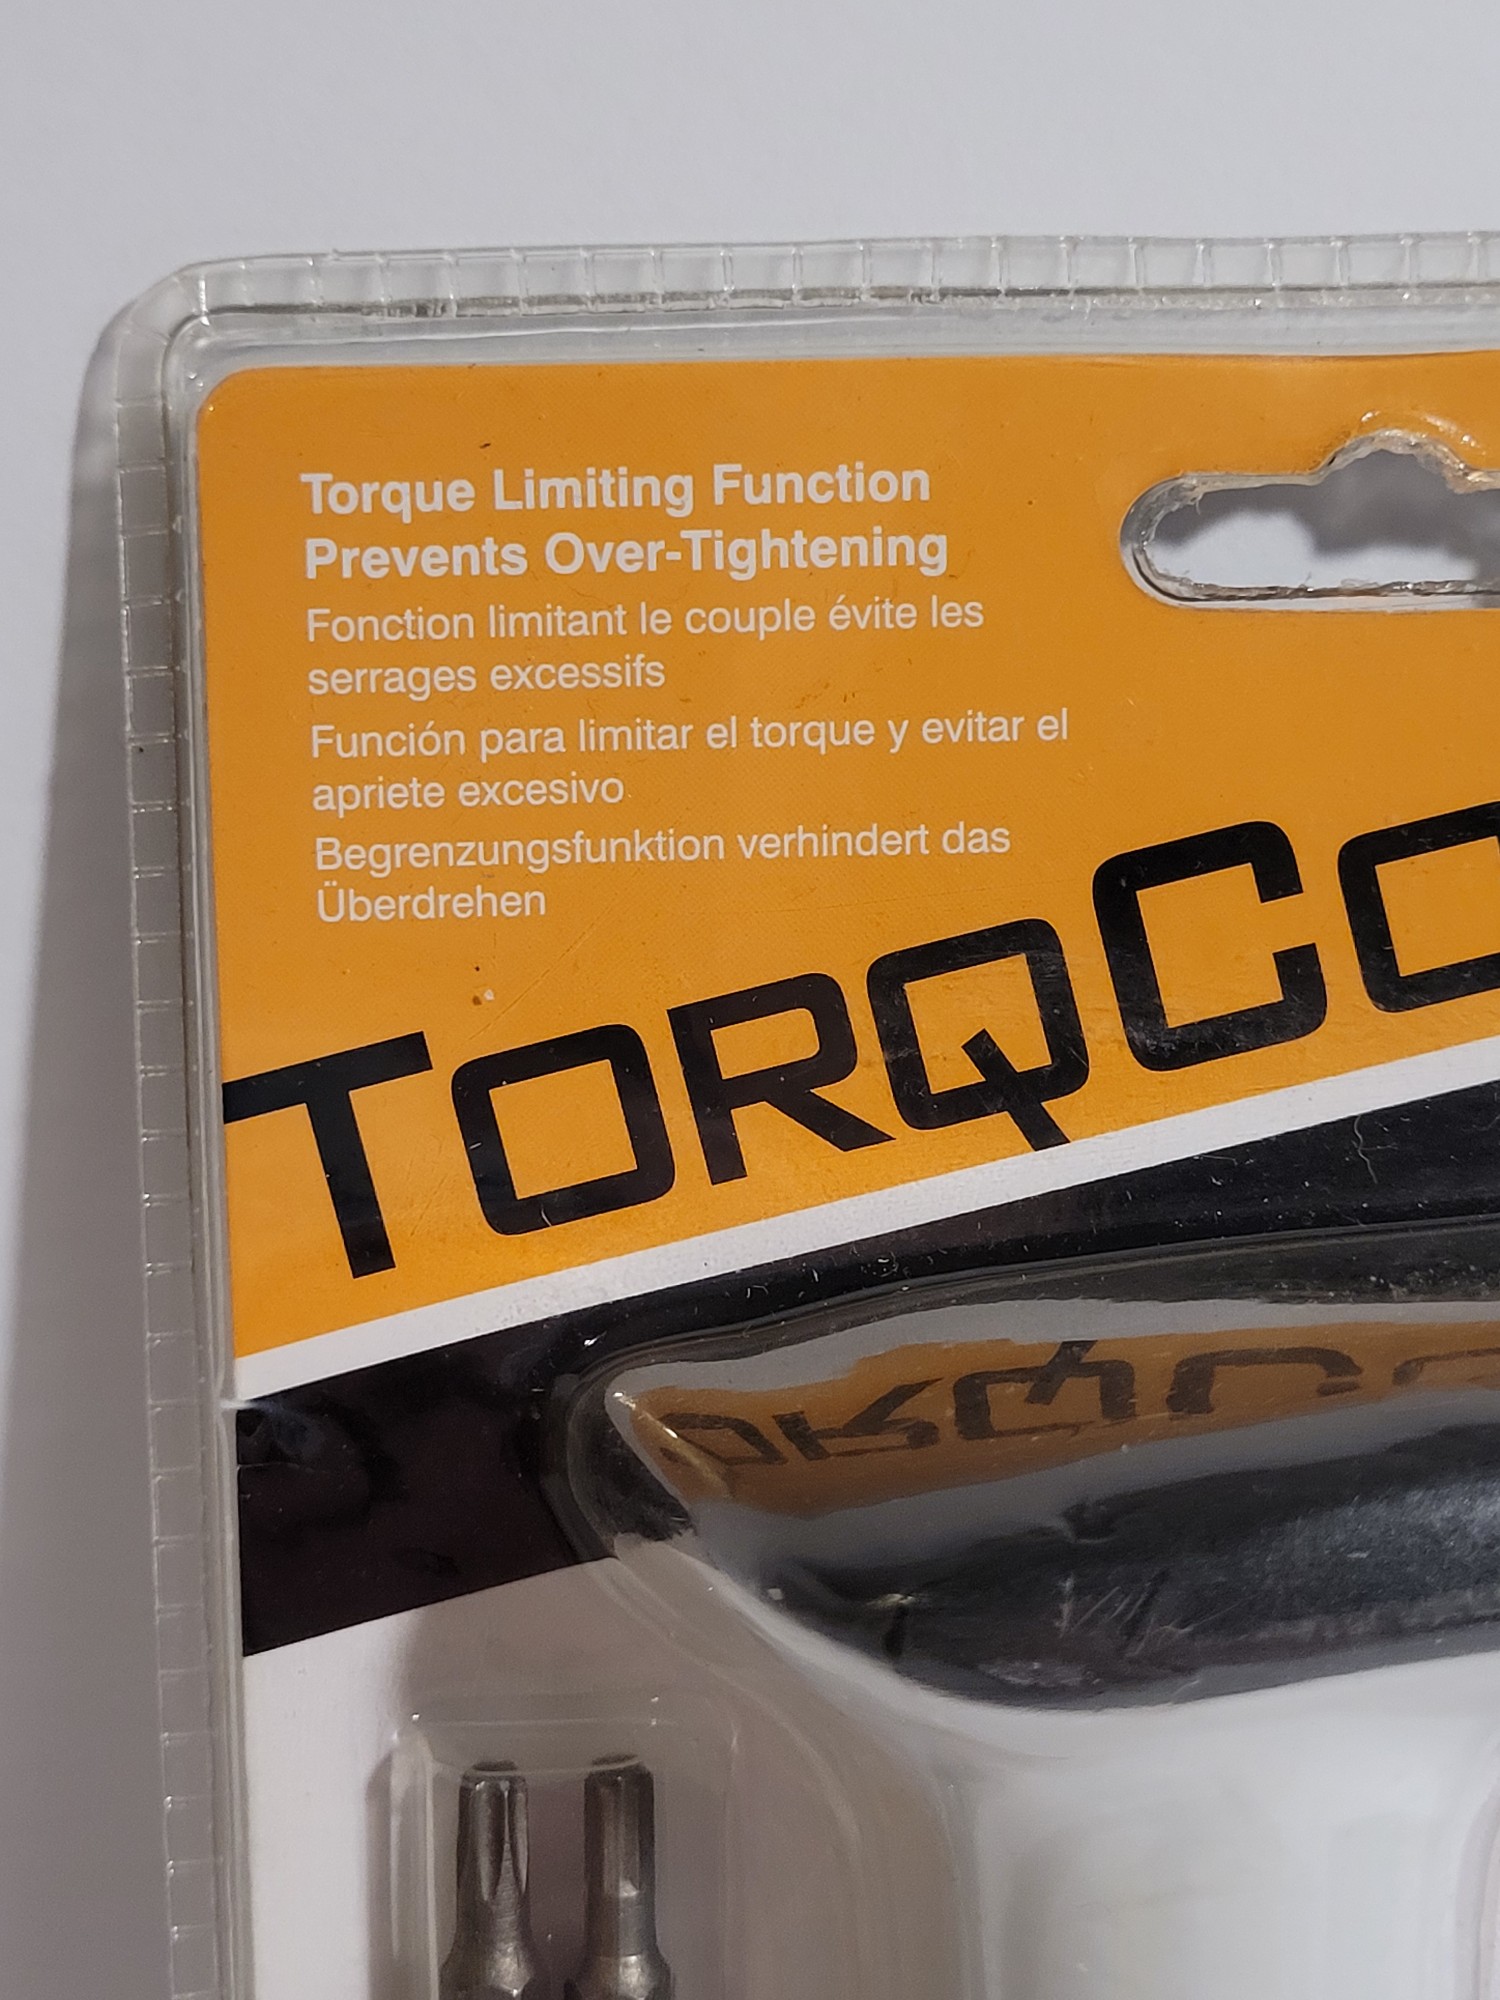 Torque Limiting Function
Prevents Over-Tightening
Fonction limitant le couple évite les
serrages excessifs
Función para limitar el torque y evitar el
apriete excesivo
Begrenzungsfunktion verhindert das
Überdrehen
TORQCO